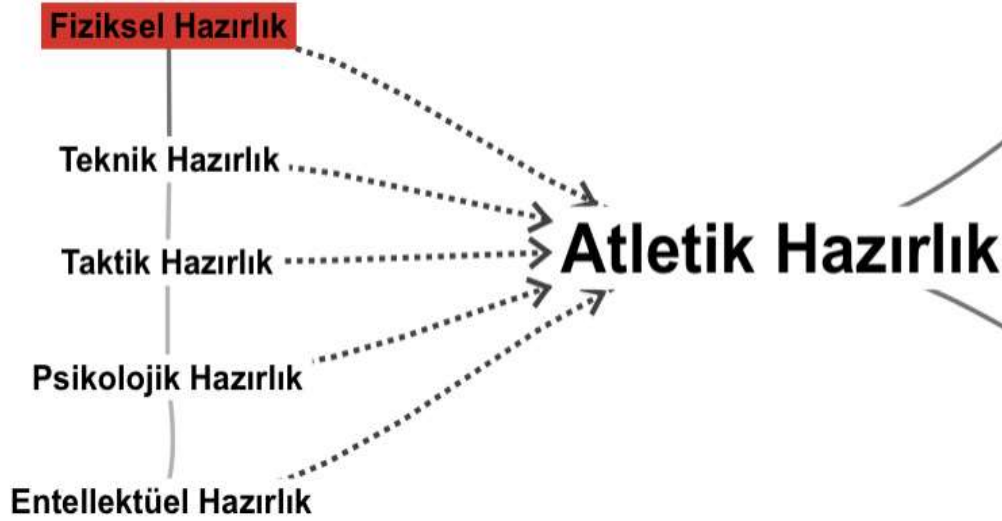 Fiziksel Hazırlık
Teknik Hazırlık
Taktik Hazırlık
Atletik Hazırlık
Psikolojik Hazırlık
Entellektüel Hazırlık